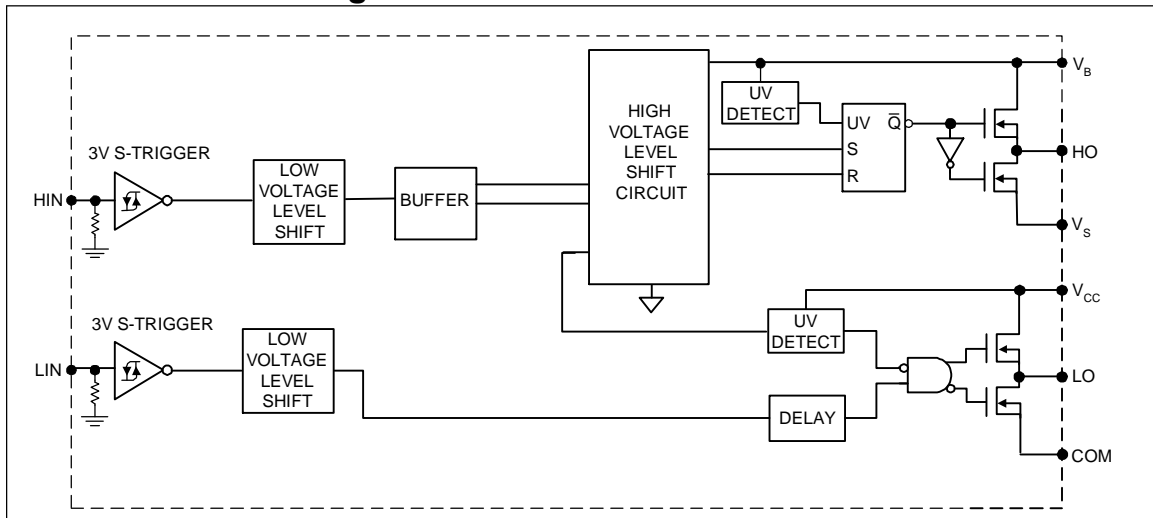 V_B
HIGH
VOLTAGE
LEVEL
SHIFT
CIRCUIT
UV
DETECT
UV
Q̅
S
R
HO
V_S
3V S-TRIGGER
HIN
LOW
VOLTAGE
LEVEL
SHIFT
BUFFER
V_CC
3V S-TRIGGER
LIN
LOW
VOLTAGE
LEVEL
SHIFT
UV
DETECT
DELAY
LO
COM